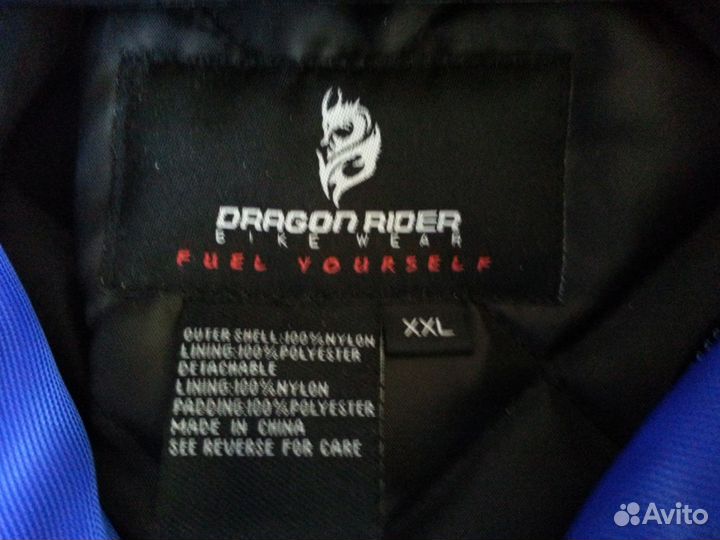 DRAGON RIDER
BIKE WEAR
FUEL YOURSELF
XXL
OUTER SHELL:100%NYLON
LINING:100%POLYESTER
DETACHABLE
LINING:100%NYLON
PADDING:100%POLYESTER
MADE IN CHINA
SEE REVERSE FOR CARE
Avito